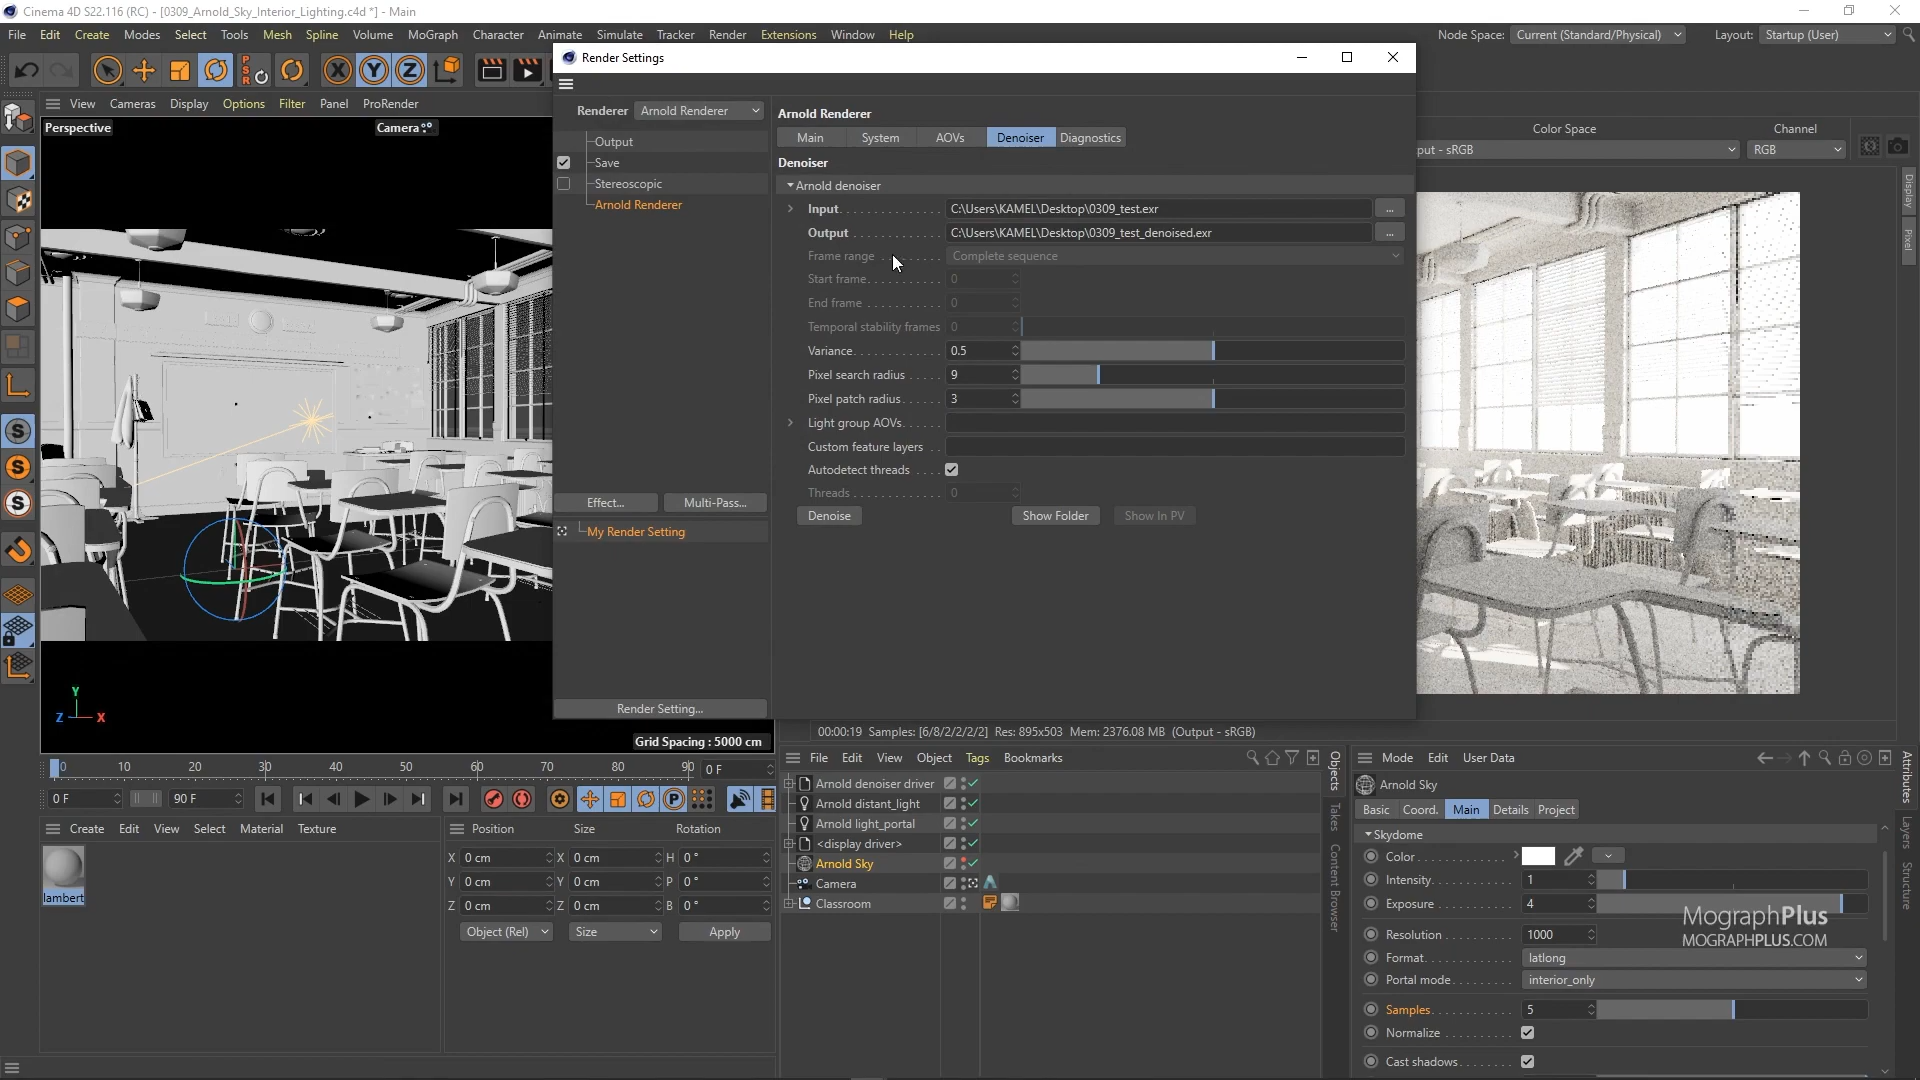 Cinema 4D S22.116 (RC) - [0309_Arnold_Sky_Interior_Lighting.c4d *] - Main
File Edit Create Modes Select Tools Mesh Spline Volume MoGraph Character Animate Simulate Tracker Render Extensions Window Help
Node Space: Current (Standard/Physical) Layout: Startup (User)
Render Settings
View Cameras Display Options Filter Panel ProRender
Perspective
Camera
Renderer Arnold Renderer
Output
Save
Stereoscopic
Arnold Renderer
Effect... Multi-Pass...
My Render Setting
Render Setting...
Arnold Renderer
Main System AOVs Denoiser Diagnostics
Denoiser
Arnold denoiser
Input C:\Users\KAMEL\Desktop\0309_test.exr ...
Output C:\Users\KAMEL\Desktop\0309_test_denoised.exr ...
Frame range Complete sequence
Start frame 0
End frame 0
Temporal stability frames 0
Variance 0.5
Pixel search radius 9
Pixel patch radius 3
Light group AOVs
Custom feature layers
Autodetect threads
Threads 0
Denoise Show Folder Show In PV
Color Space Channel
put - sRGB RGB
Display
Pixel
Y
Z X
Grid Spacing : 5000 cm
00:00:19 Samples: [6/8/2/2/2/2] Res: 895x503 Mem: 2376.08 MB (Output - sRGB)
0 10 20 30 40 50 60 70 80 90 0 F
0 F 90 F
Create Edit View Select Material Texture
lambert
Position Size Rotation
X 0 cm X 0 cm H 0 °
Y 0 cm Y 0 cm P 0 °
Z 0 cm Z 0 cm B 0 °
Object (Rel) Size Apply
File Edit View Object Tags Bookmarks
Arnold denoiser driver
Arnold distant_light
Arnold light_portal
<display driver>
Arnold Sky
Camera
Classroom
Objects
Takes
Content Browser
Mode Edit User Data
Arnold Sky
Basic Coord. Main Details Project
Skydome
Color
Intensity 1
Exposure 4
Resolution 1000
Format latlong
Portal mode interior_only
Samples 5
Normalize
Cast shadows
Attributes
Layers
Structure
MographPlus
MOGRAPHPLUS.COM
PSR
X Y Z
S
S
S
P